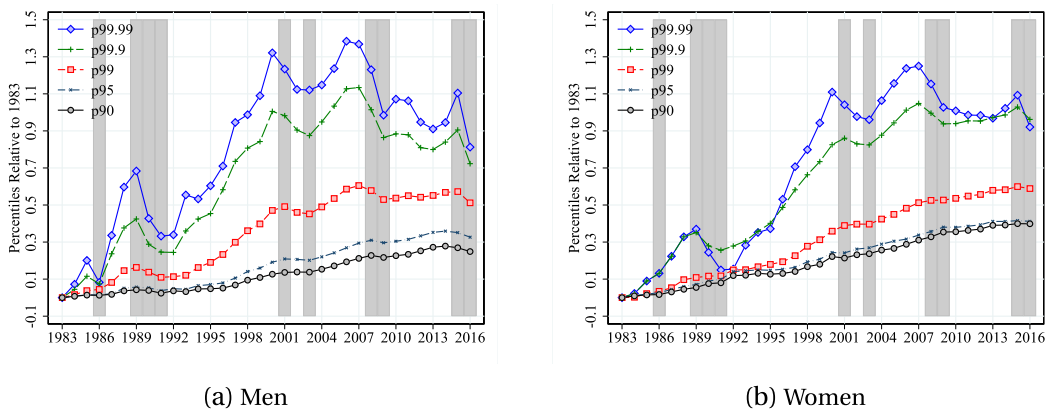 Percentiles Relative to 1983
1.5
1.3
1.1
0.9
0.7
0.5
0.3
0.1
-0.1
p99.99
p99.9
p99
p95
p90
1983 1986 1989 1992 1995 1998 2001 2004 2007 2010 2013 2016
(a) Men
Percentiles Relative to 1983
1.5
1.3
1.1
0.9
0.7
0.5
0.3
0.1
-0.1
p99.99
p99.9
p99
p95
p90
1983 1986 1989 1992 1995 1998 2001 2004 2007 2010 2013 2016
(b) Women